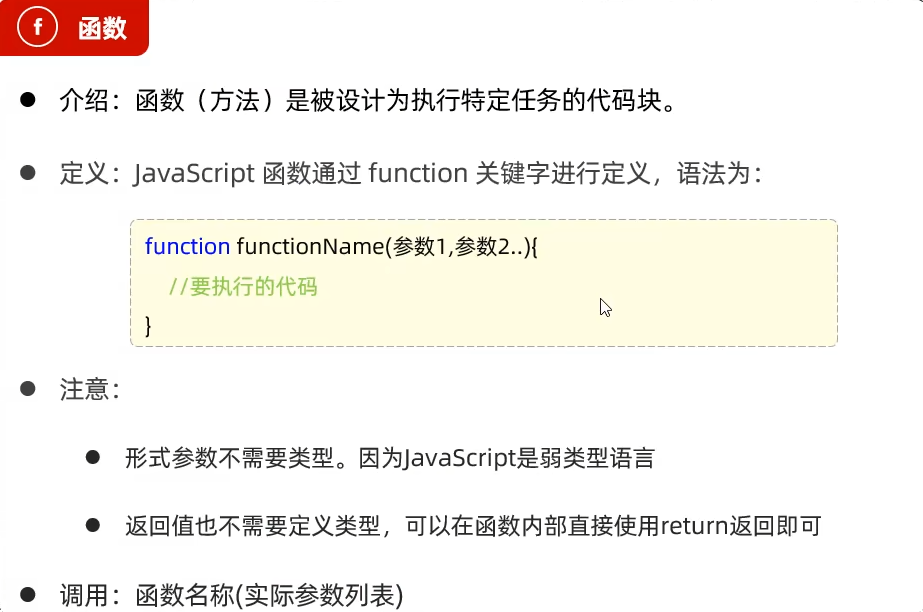 f 函数
介绍：函数（方法）是被设计为执行特定任务的代码块。
定义：JavaScript 函数通过 function 关键字进行定义，语法为：
function functionName(参数1,参数2..){
//要执行的代码
}
注意：
形式参数不需要类型。因为JavaScript是弱类型语言
返回值也不需要定义类型，可以在函数内部直接使用return返回即可
调用：函数名称(实际参数列表)